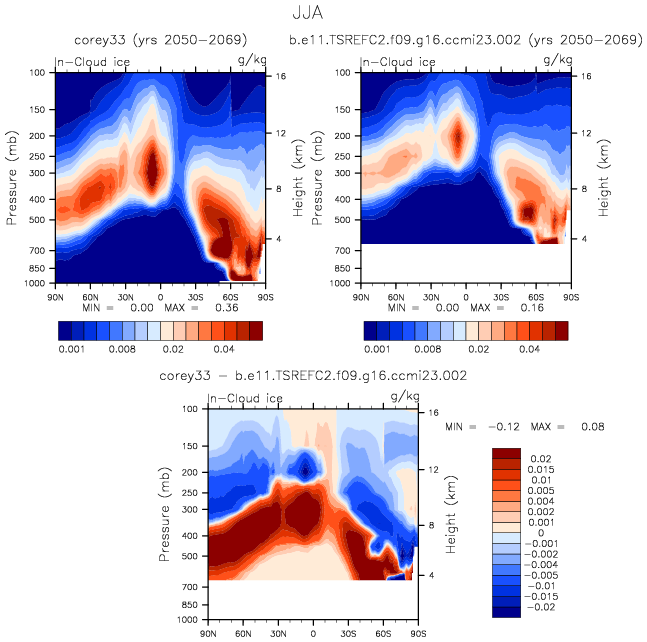 JJA
corey33 (yrs 2050-2069)
b.e11.TSREFC2.f09.g16.ccmi23.002 (yrs 2050-2069)
n-Cloud ice g/kg
n-Cloud ice g/kg
100
150
200
250
300
400
500
700
850
1000
Pressure (mb)
16
12
8
4
Height (km)
90N 60N 30N 0 30S 60S 90S
MIN = 0.00 MAX = 0.36
0.001 0.008 0.02 0.04
100
150
200
250
300
400
500
700
850
1000
Pressure (mb)
16
12
8
4
Height (km)
90N 60N 30N 0 30S 60S 90S
MIN = 0.00 MAX = 0.16
0.001 0.008 0.02 0.04
corey33 - b.e11.TSREFC2.f09.g16.ccmi23.002
n-Cloud ice g/kg
100
150
200
250
300
400
500
700
850
1000
Pressure (mb)
16
12
8
4
Height (km)
90N 60N 30N 0 30S 60S 90S
MIN = -0.12 MAX = 0.08
0.02
0.015
0.01
0.005
0.004
0.002
0.001
0
-0.001
-0.002
-0.004
-0.005
-0.01
-0.015
-0.02